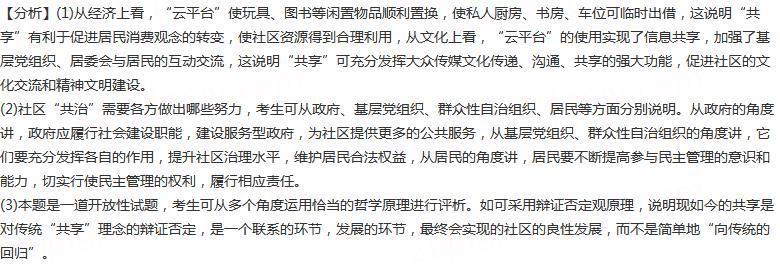 【分析】(1)从经济上看，“云平台”使玩具、图书等闲置物品顺利置换，使私人厨房、书房、车位可临时出借，这说明“共
享”有利于促进居民消费观念的转变，使社区资源得到合理利用，从文化上看，“云平台”的使用实现了信息共享，加强了基
层党组织、居委会与居民的互动交流，这说明“共享”可充分发挥大众传媒文化传递、沟通、共享的强大功能，促进社区的文
化交流和精神文明建设。
(2)社区“共治”需要各方做出哪些努力，考生可从政府、基层党组织、群众性自治组织、居民等方面分别说明。从政府的角度
讲，政府应履行社会建设职能，建设服务型政府，为社区提供更多的公共服务，从基层党组织、群众性自治组织的角度讲，它
们要充分发挥各自的作用，提升社区治理水平，维护居民合法权益，从居民的角度讲，居民要不断提高参与民主管理的意识和
能力，切实行使民主管理的权利，履行相应责任。
(3)本题是一道开放性试题，考生可从多个角度运用恰当的哲学原理进行评析。如可采用辩证否定观原理，说明现如今的共享是
对传统“共享”理念的辩证否定，是一个联系的环节，发展的环节，最终会实现的社区的良性发展，而不是简单地“向传统的
回归”。